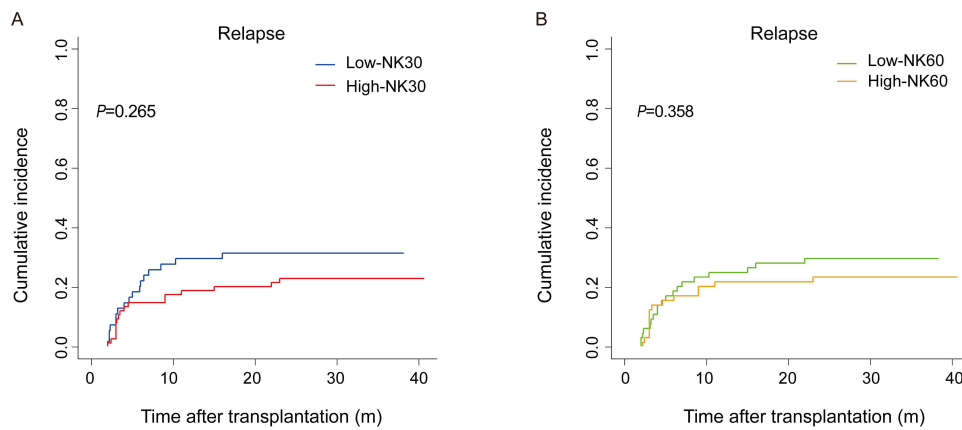 A
Relapse
Low-NK30
High-NK30
P=0.265
Cumulative incidence
1.0
0.8
0.6
0.4
0.2
0.0
0 10 20 30 40
Time after transplantation (m)
B
Relapse
Low-NK60
High-NK60
P=0.358
Cumulative incidence
1.0
0.8
0.6
0.4
0.2
0.0
0 10 20 30 40
Time after transplantation (m)